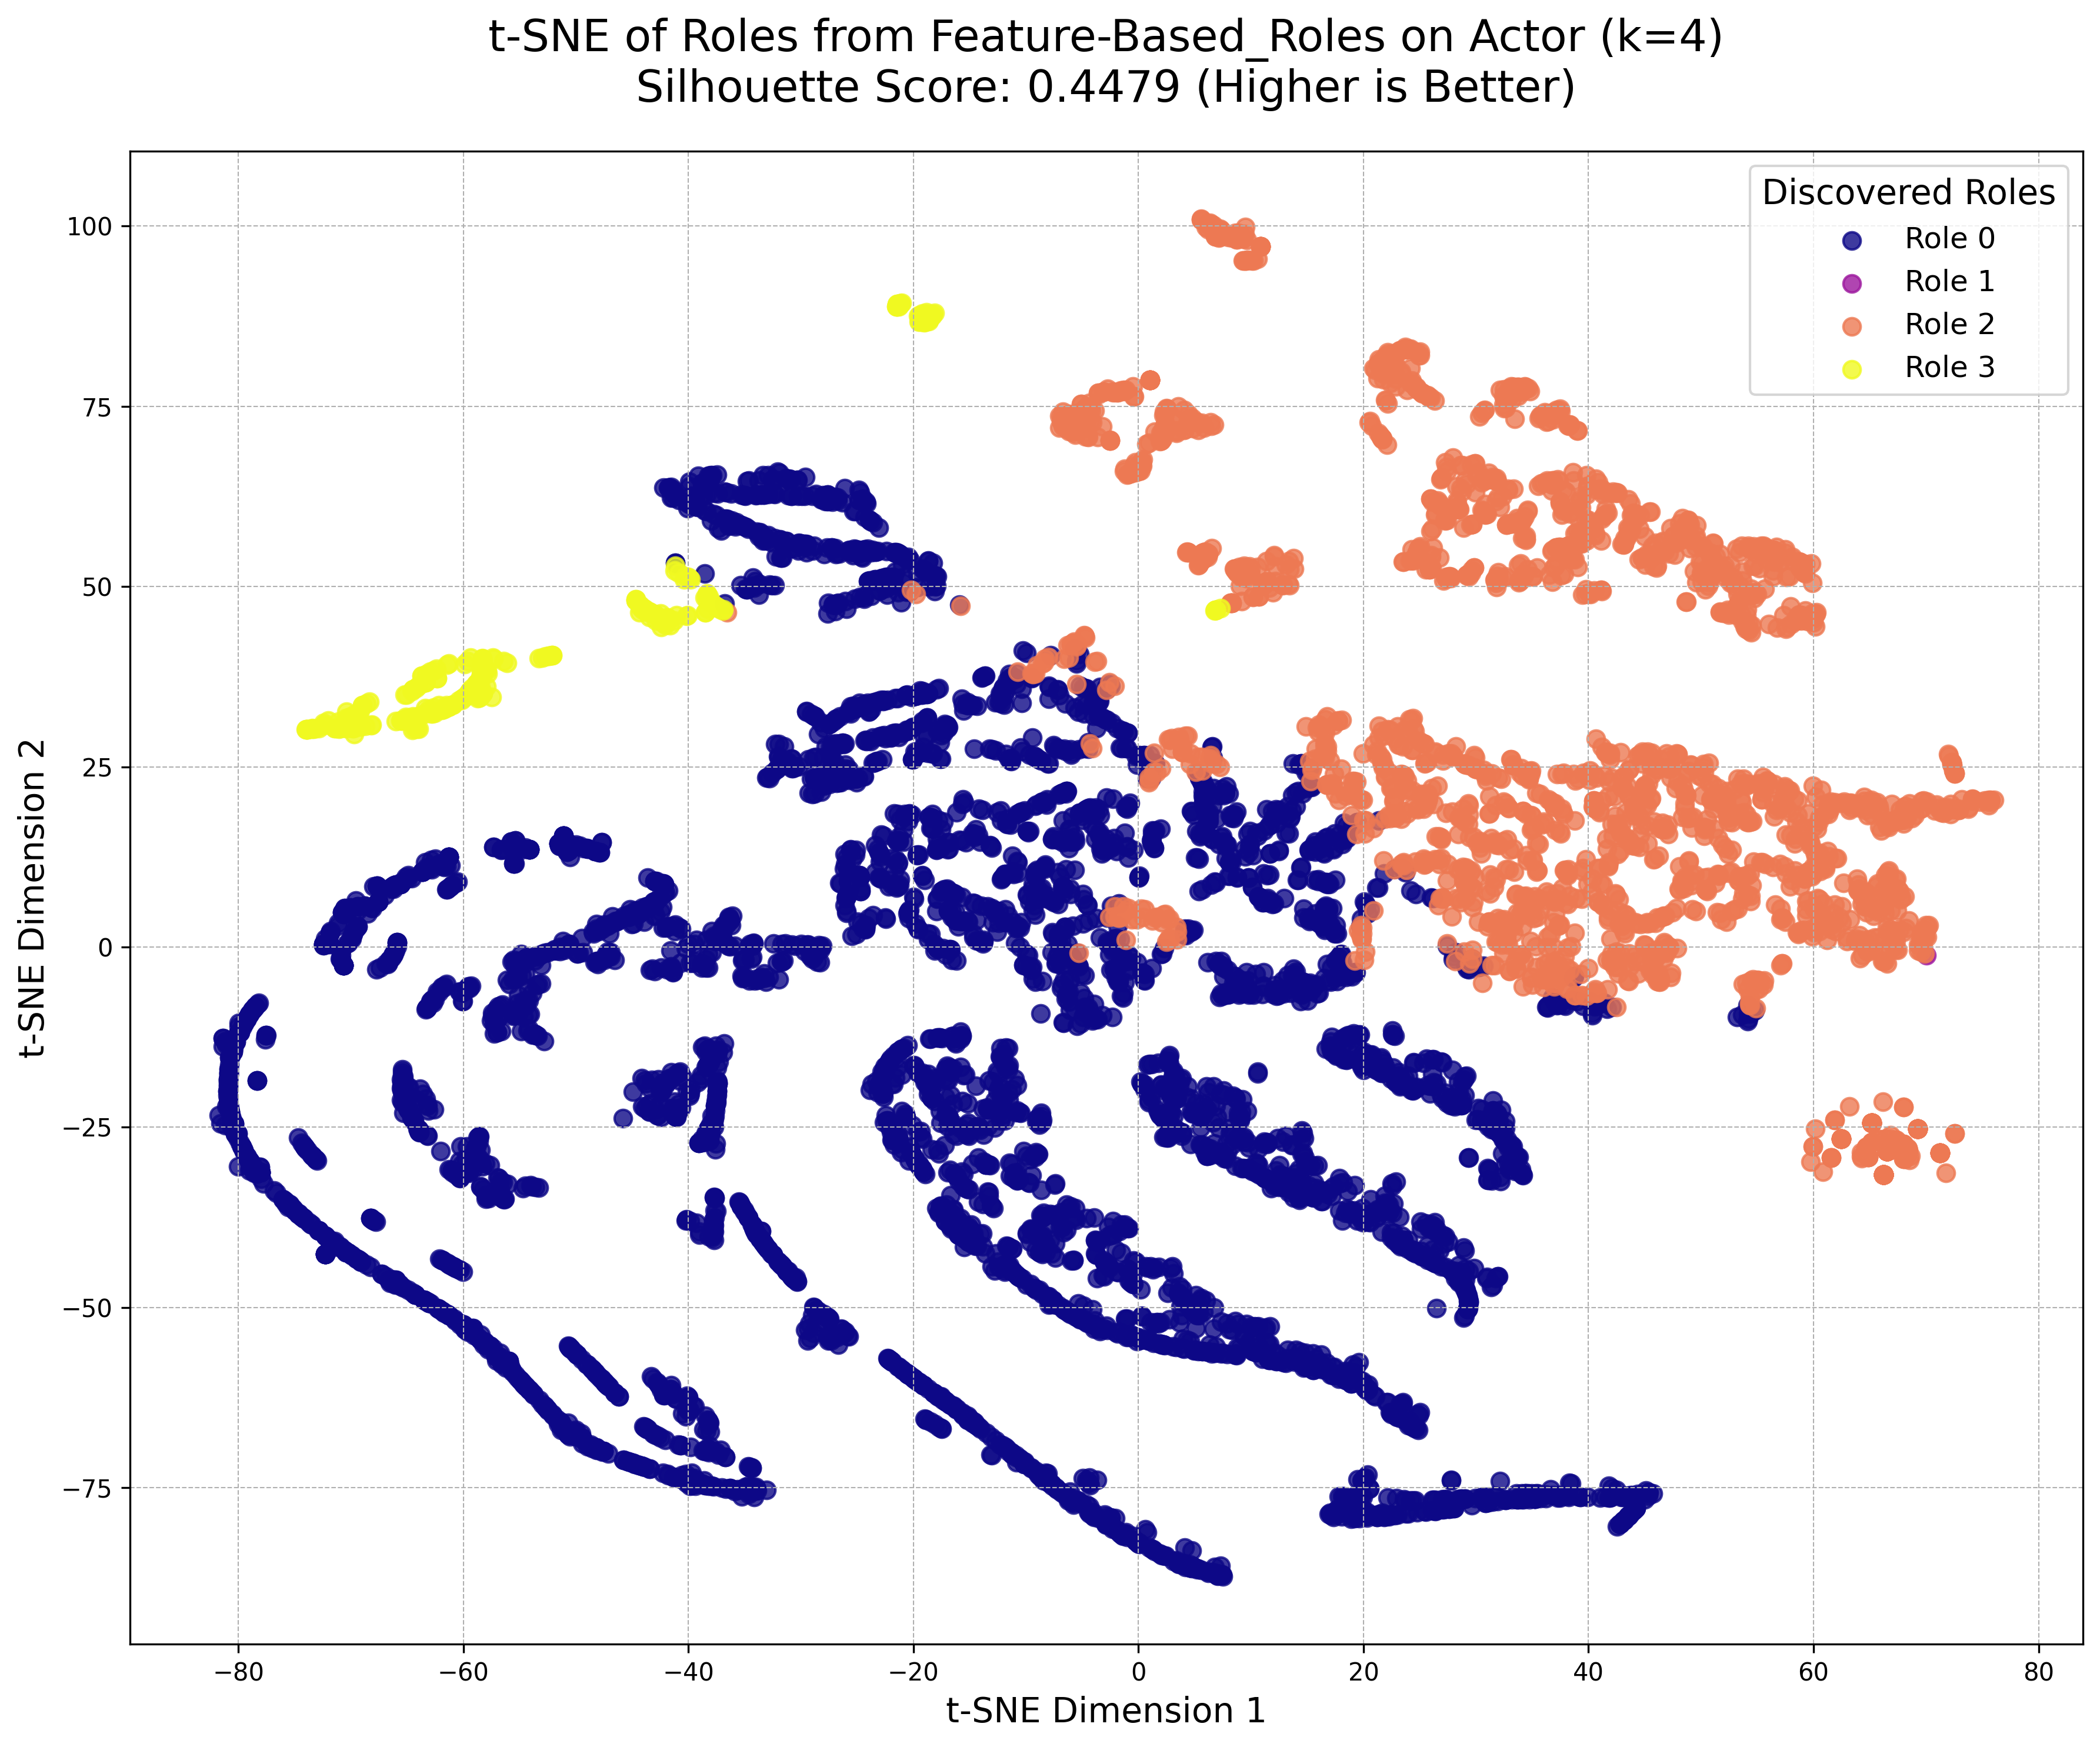 t-SNE of Roles from Feature-Based_Roles on Actor (k=4)
Silhouette Score: 0.4479 (Higher is Better)
Discovered Roles
Role 0
Role 1
Role 2
Role 3
t-SNE Dimension 2
100
75
50
25
0
−25
−50
−75
−80
−60
−40
−20
0
20
40
60
80
t-SNE Dimension 1